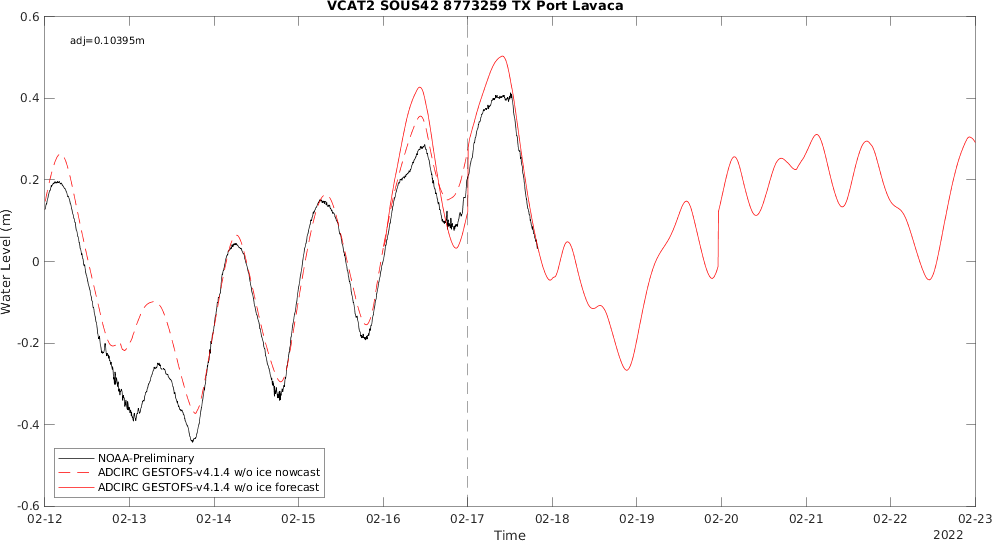 VCAT2 SOUS42 8773259 TX Port Lavaca
adj=0.10395m
0.6
0.4
0.2
0
-0.2
-0.4
-0.6
Water Level (m)
NOAA-Preliminary
ADCIRC GESTOFS-v4.1.4 w/o ice nowcast
ADCIRC GESTOFS-v4.1.4 w/o ice forecast
02-12 02-13 02-14 02-15 02-16 02-17 02-18 02-19 02-20 02-21 02-22 02-23
Time
2022